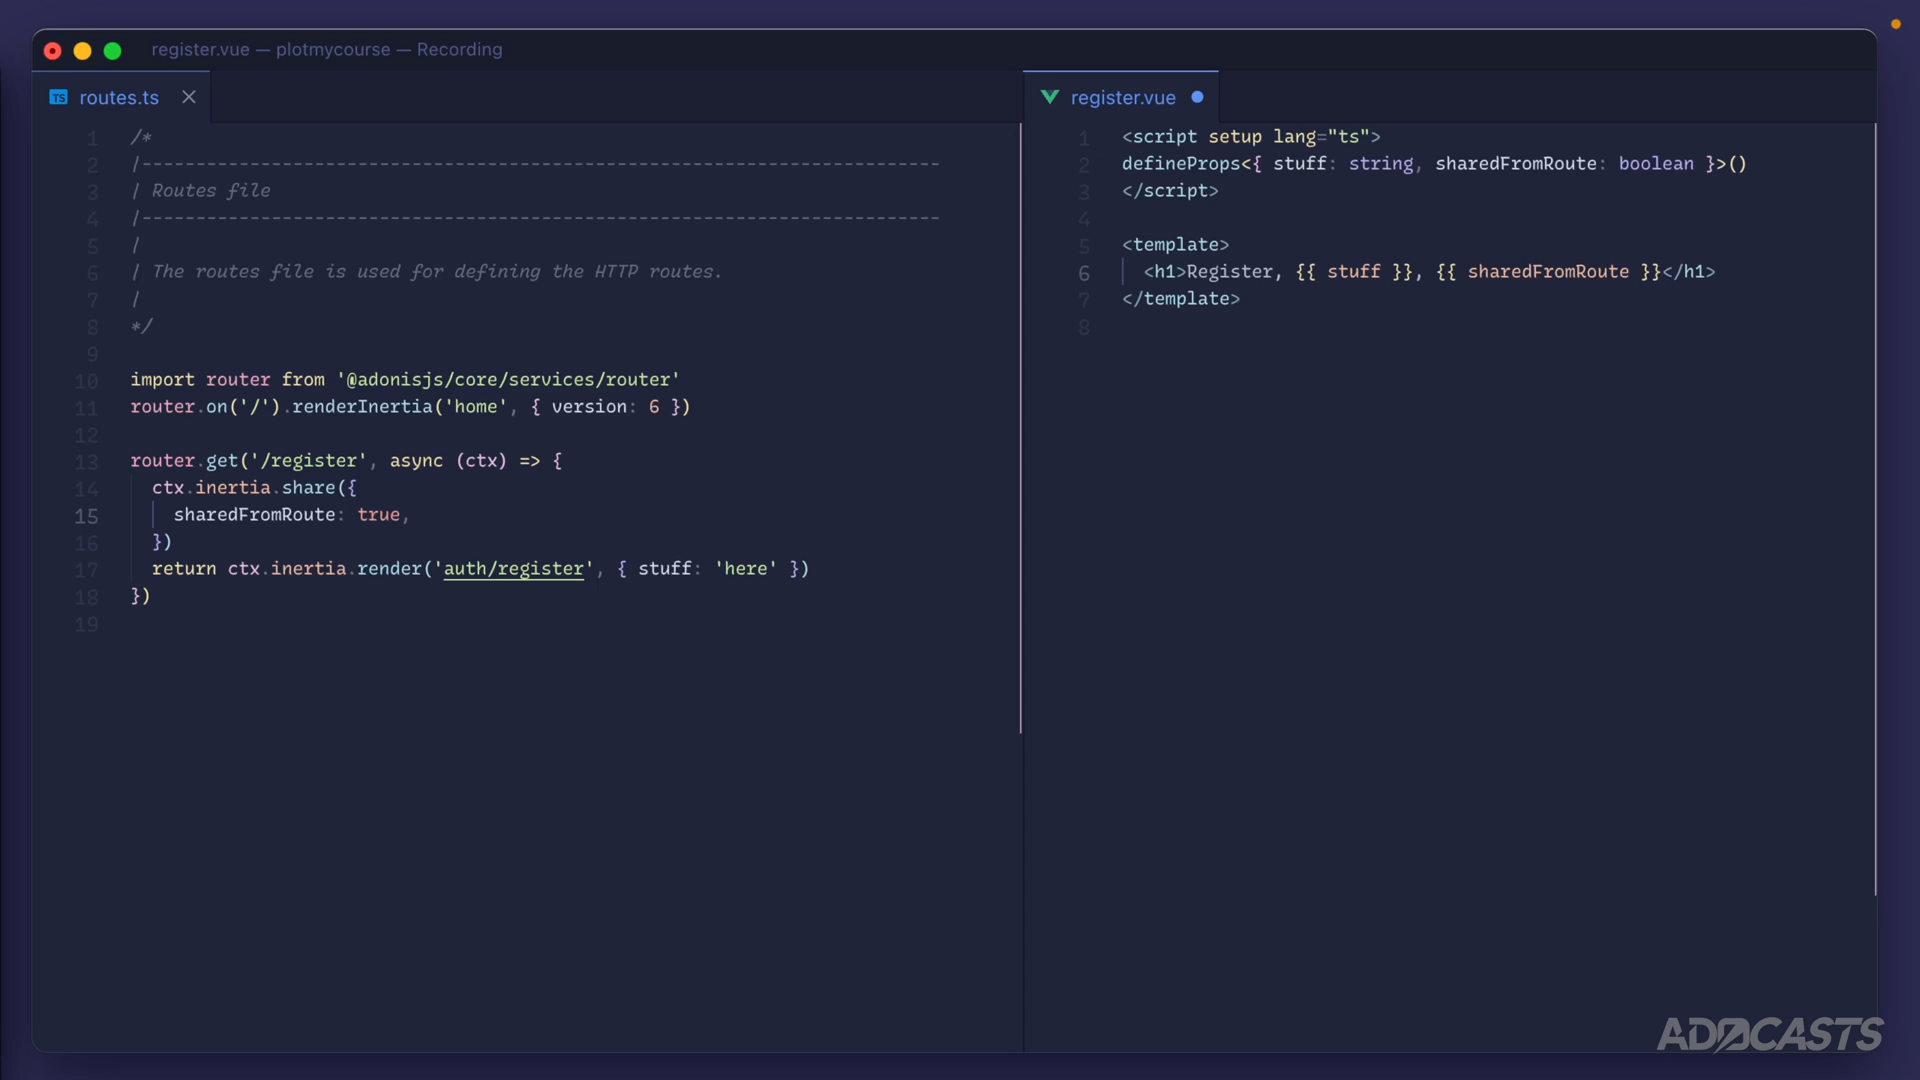 register.vue — plotmycourse — Recording
TS routes.ts
1 /*
2 |--------------------------------------------------------------------------
3 | Routes file
4 |--------------------------------------------------------------------------
5 |
6 | The routes file is used for defining the HTTP routes.
7 |
8 */
9
10 import router from '@adonisjs/core/services/router'
11 router.on('/').renderInertia('home', { version: 6 })
12
13 router.get('/register', async (ctx) => {
14 ctx.inertia.share({
15 sharedFromRoute: true,
16 })
17 return ctx.inertia.render('auth/register', { stuff: 'here' })
18 })
19
register.vue
1 <script setup lang="ts">
2 defineProps<{ stuff: string, sharedFromRoute: boolean }>()
3 </script>
4
5 <template>
6 <h1>Register, {{ stuff }}, {{ sharedFromRoute }}</h1>
7 </template>
8
ADOCASTS